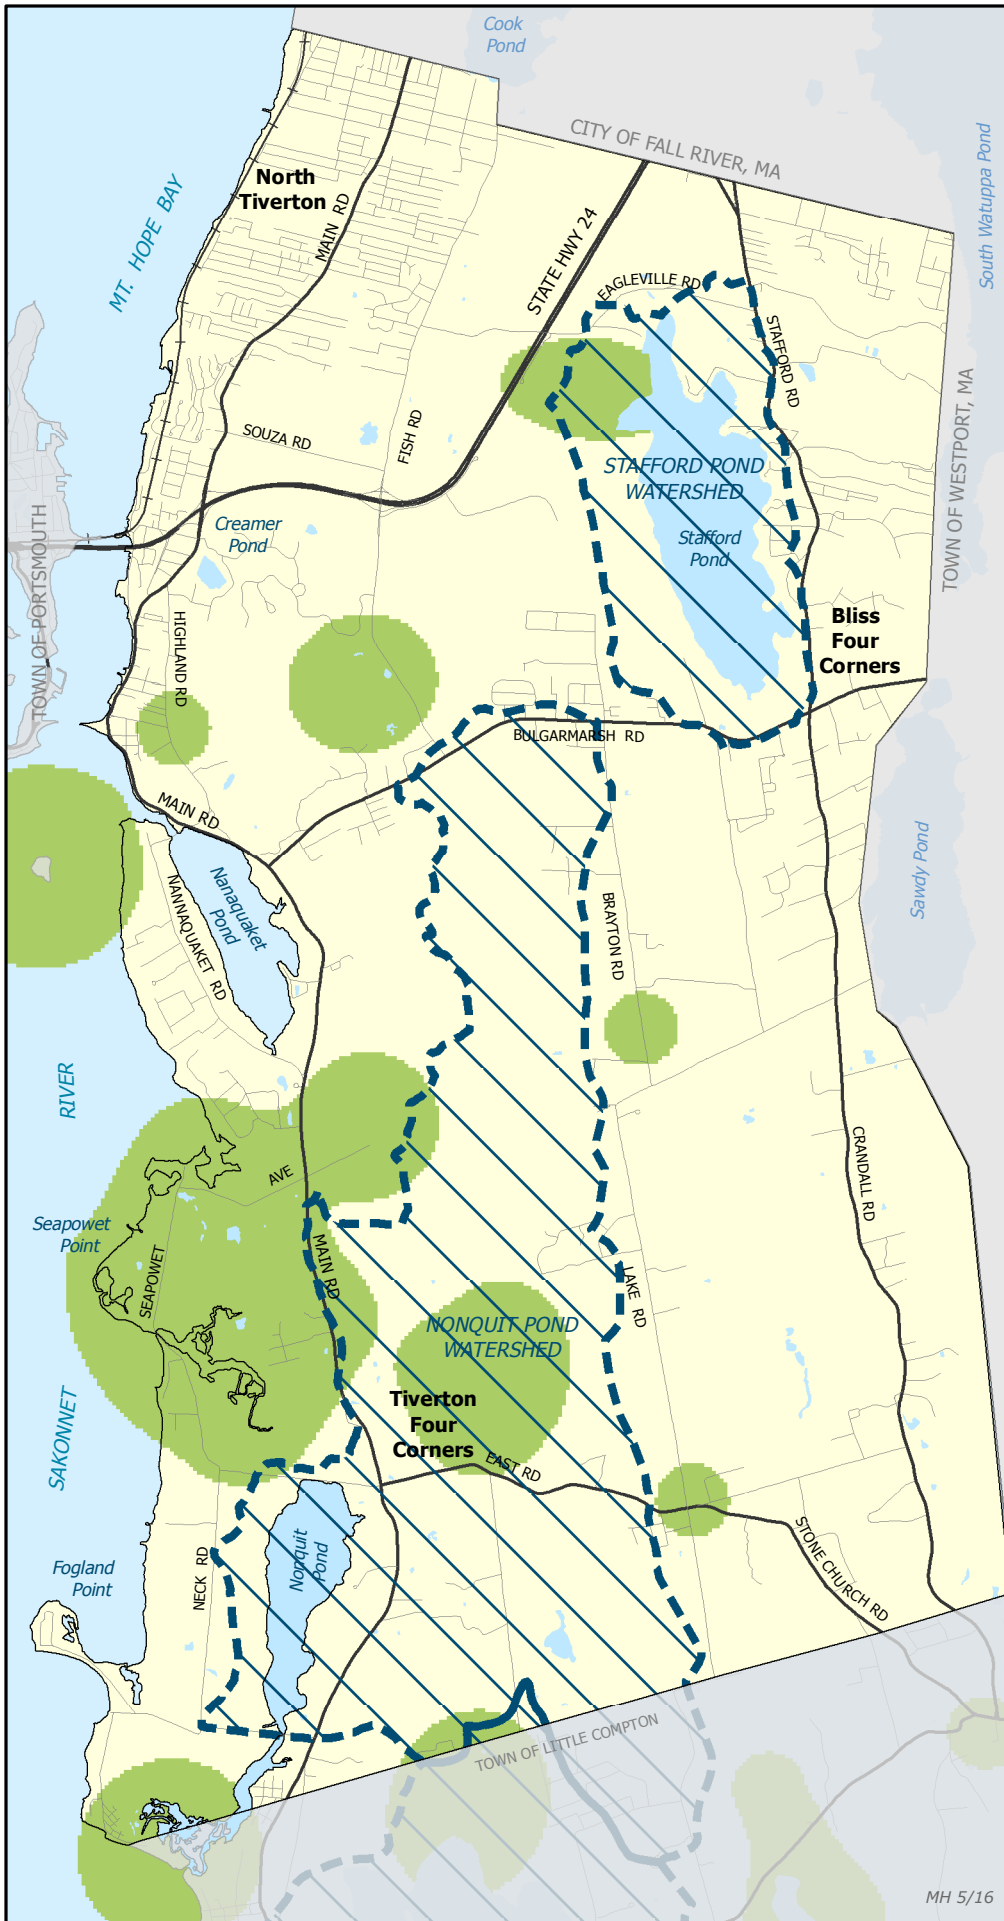 Cook
Pond
CITY OF FALL RIVER, MA
South Watuppa Pond
North
Tiverton
MAIN RD
MT. HOPE BAY
STATE HWY 24
EAGLEVILLE RD
STAFFORD RD
SOUZA RD
FISH RD
TOWN OF WESTPORT, MA
STAFFORD POND
WATERSHED
Creamer
Pond
Stafford
Pond
TOWN OF PORTSMOUTH
HIGHLAND RD
Bliss
Four
Corners
BULGARMARSH RD
MAIN RD
Nanaquaket
Pond
NANNAQUAKET RD
Sawdy Pond
BRAYTON RD
RIVER
AVE
CRANDALL RD
Seapowet
Point
SEAPOWET
MAIN RD
LAKE RD
NONQUIT POND
WATERSHED
SAKONNET
Tiverton
Four
Corners
EAST RD
STONE CHURCH RD
Fogland
Point
NECK RD
Nonquit
Pond
TOWN OF LITTLE COMPTON
MH 5/16